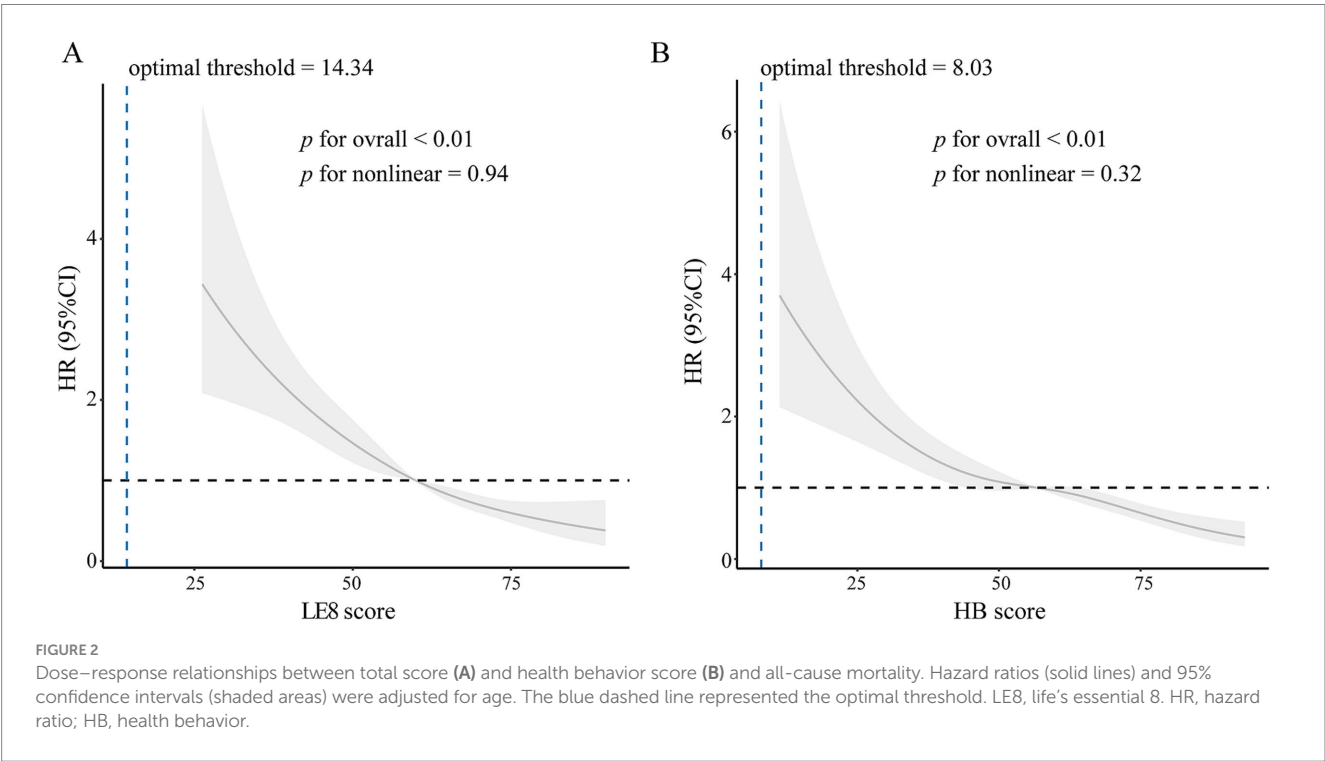 A
optimal threshold = 14.34
p for ovrall < 0.01
p for nonlinear = 0.94
HR (95%CI)
4
2
0
25 50 75
LE8 score
B
optimal threshold = 8.03
p for ovrall < 0.01
p for nonlinear = 0.32
HR (95%CI)
6
4
2
0
25 50 75
HB score
FIGURE 2
Dose–response relationships between total score (A) and health behavior score (B) and all-cause mortality. Hazard ratios (solid lines) and 95%
confidence intervals (shaded areas) were adjusted for age. The blue dashed line represented the optimal threshold. LE8, life's essential 8. HR, hazard
ratio; HB, health behavior.